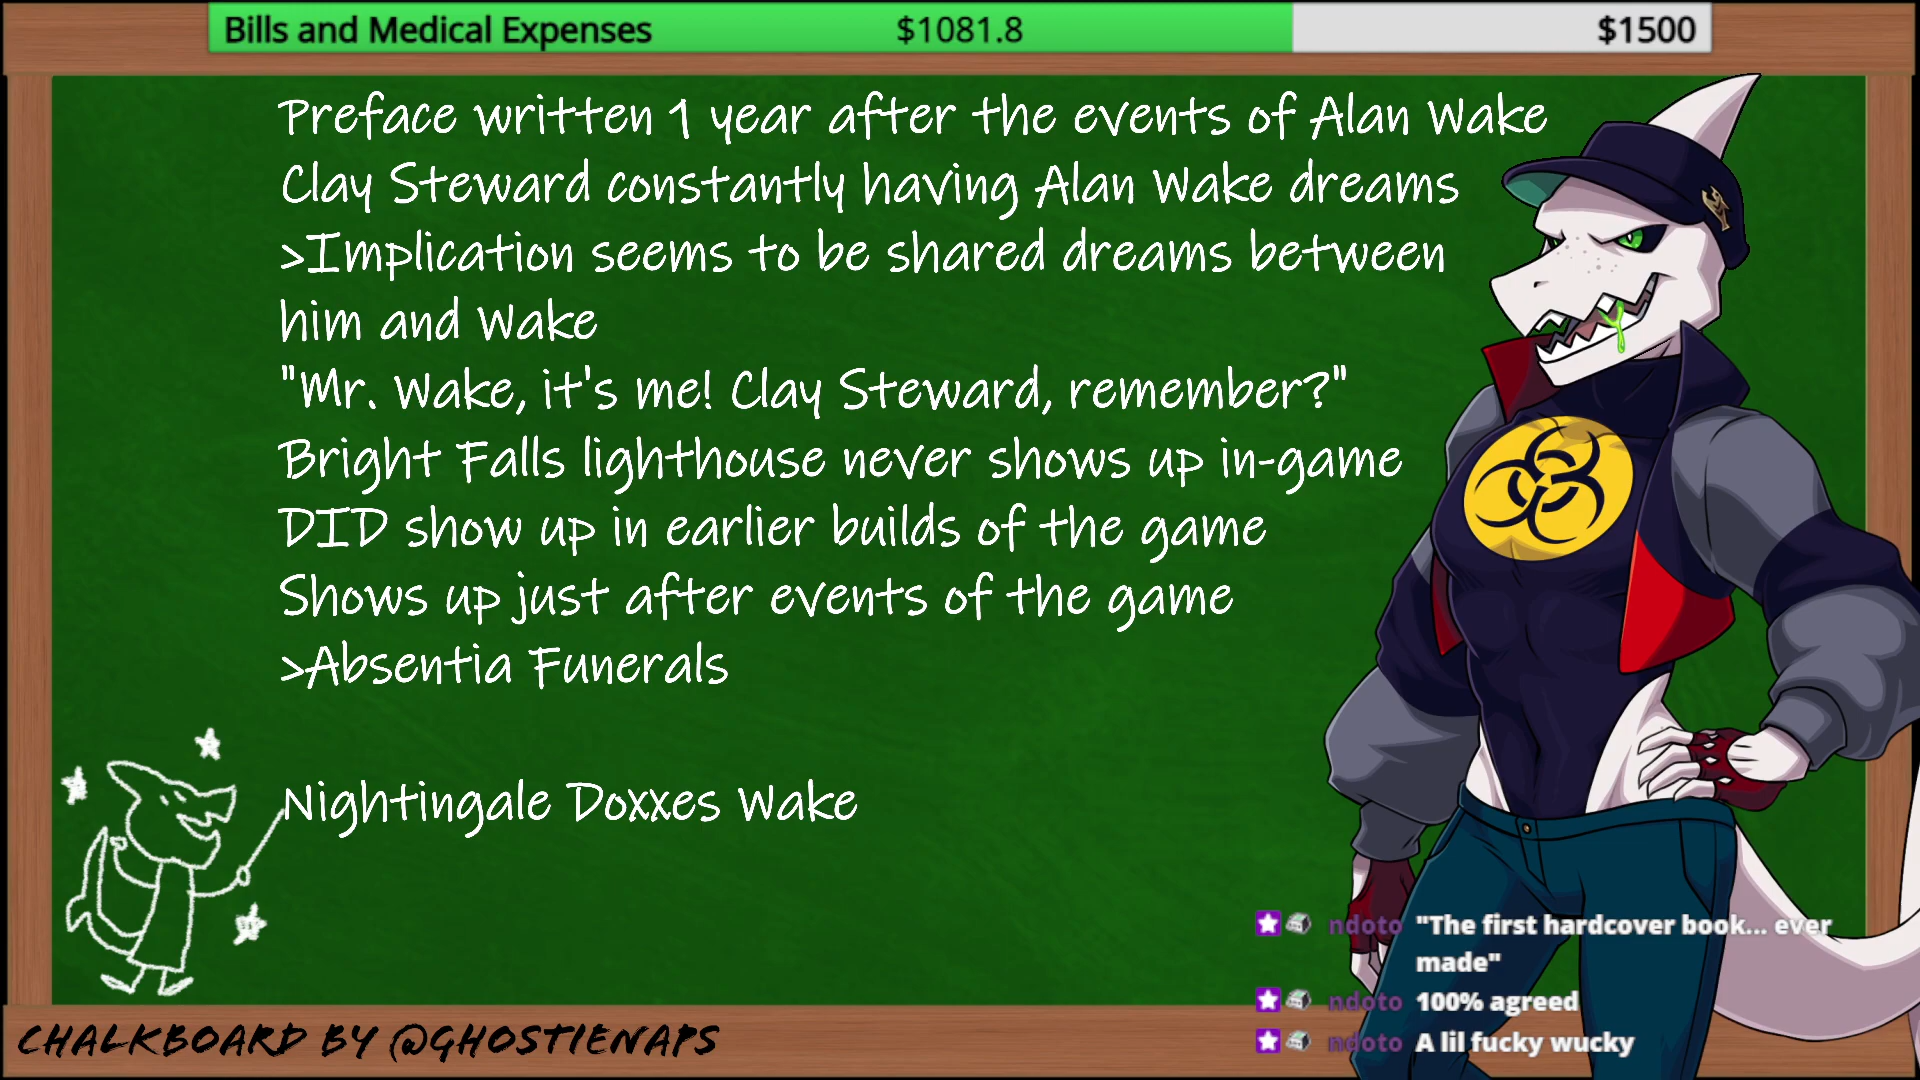 Bills and Medical Expenses $1081.8 $1500
Preface written 1 year after the events of Alan Wake
Clay Steward constantly having Alan Wake dreams
>Implication seems to be shared dreams between
him and Wake
"Mr. Wake, it's me! Clay Steward, remember?"
Bright Falls lighthouse never shows up in-game
DID show up in earlier builds of the game
Shows up just after events of the game
>Absentia Funerals
Nightingale Doxxes Wake
ndoto "The first hardcover book... ever
made"
ndoto 100% agreed
ndoto A lil fucky wucky
CHALKBOARD BY @GHOSTIENAPS